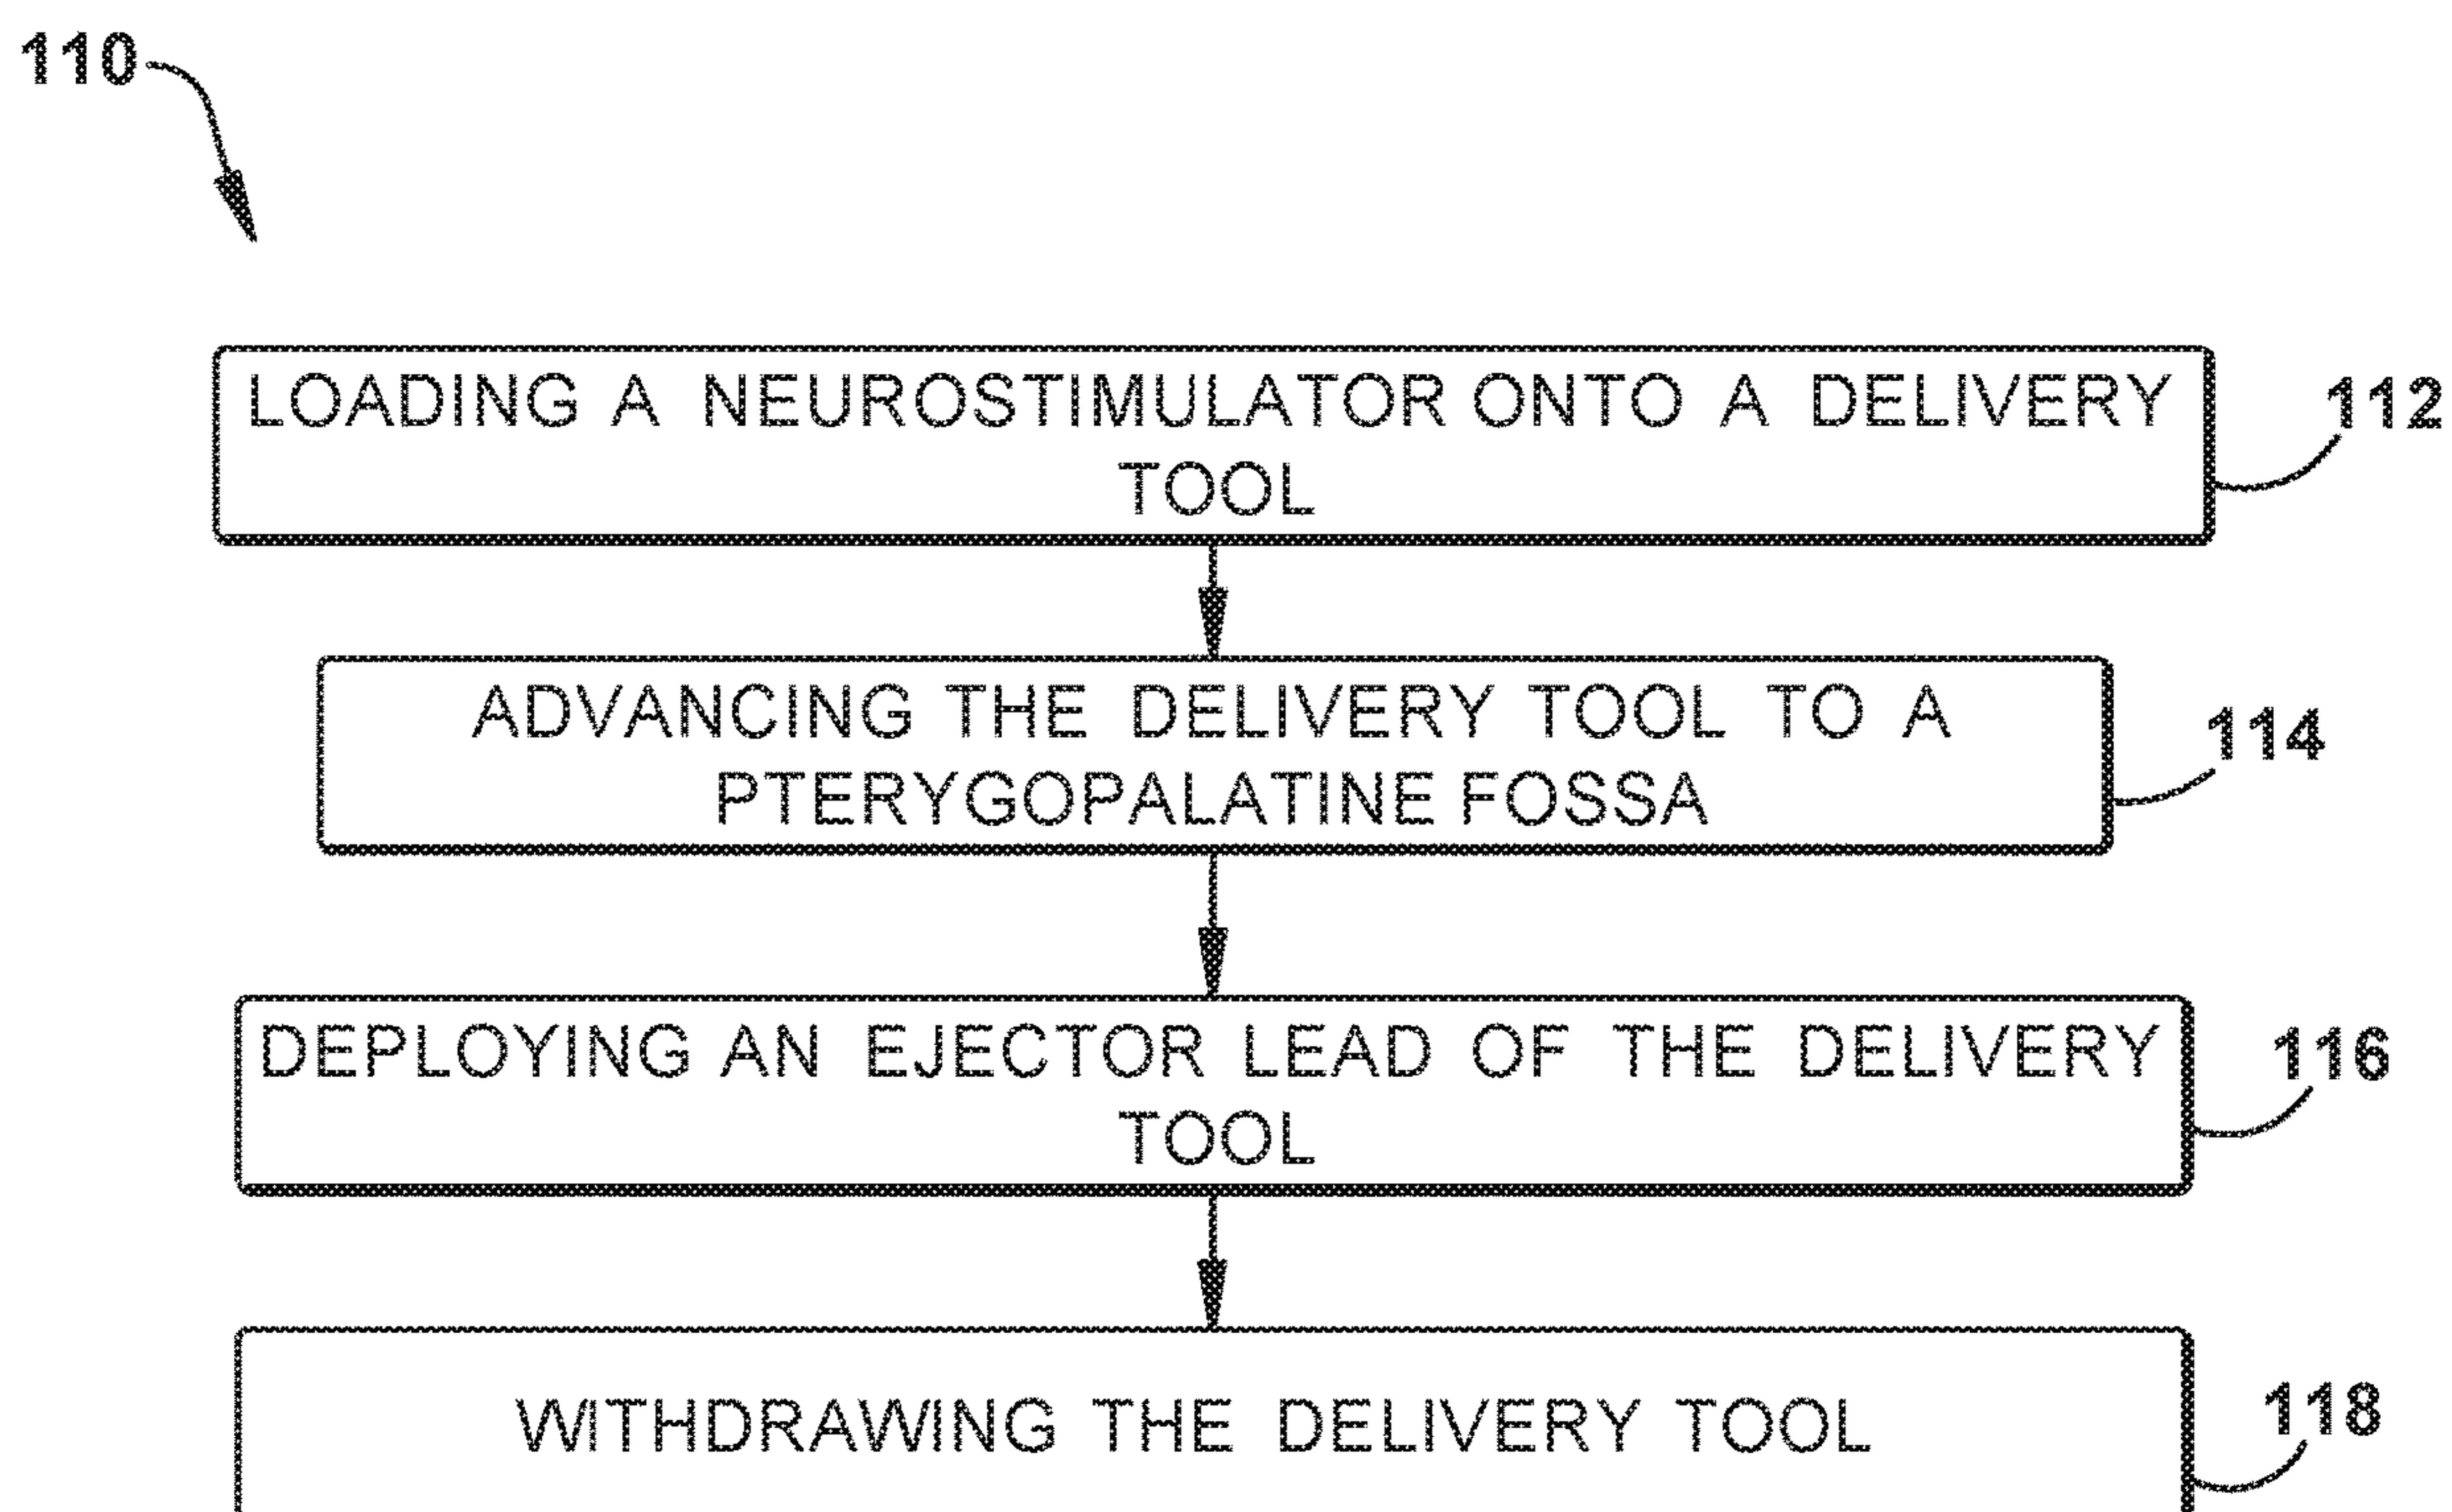 110
LOADING A NEUROSTIMULATOR ONTO A DELIVERY
TOOL
112
ADVANCING THE DELIVERY TOOL TO A
PTERYGOPALATINE FOSSA
114
DEPLOYING AN EJECTOR LEAD OF THE DELIVERY
TOOL
116
WITHDRAWING THE DELIVERY TOOL
118